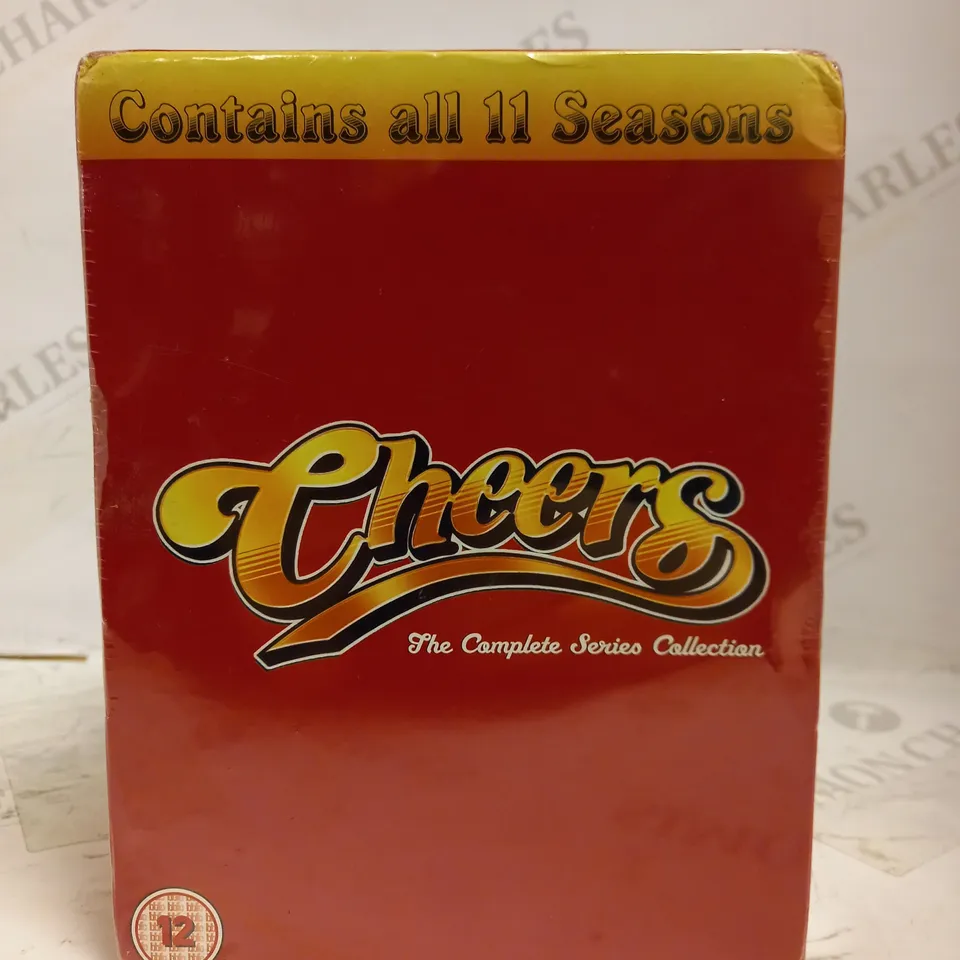 Contains all 11 Seasons
Cheers
The Complete Series Collection
12